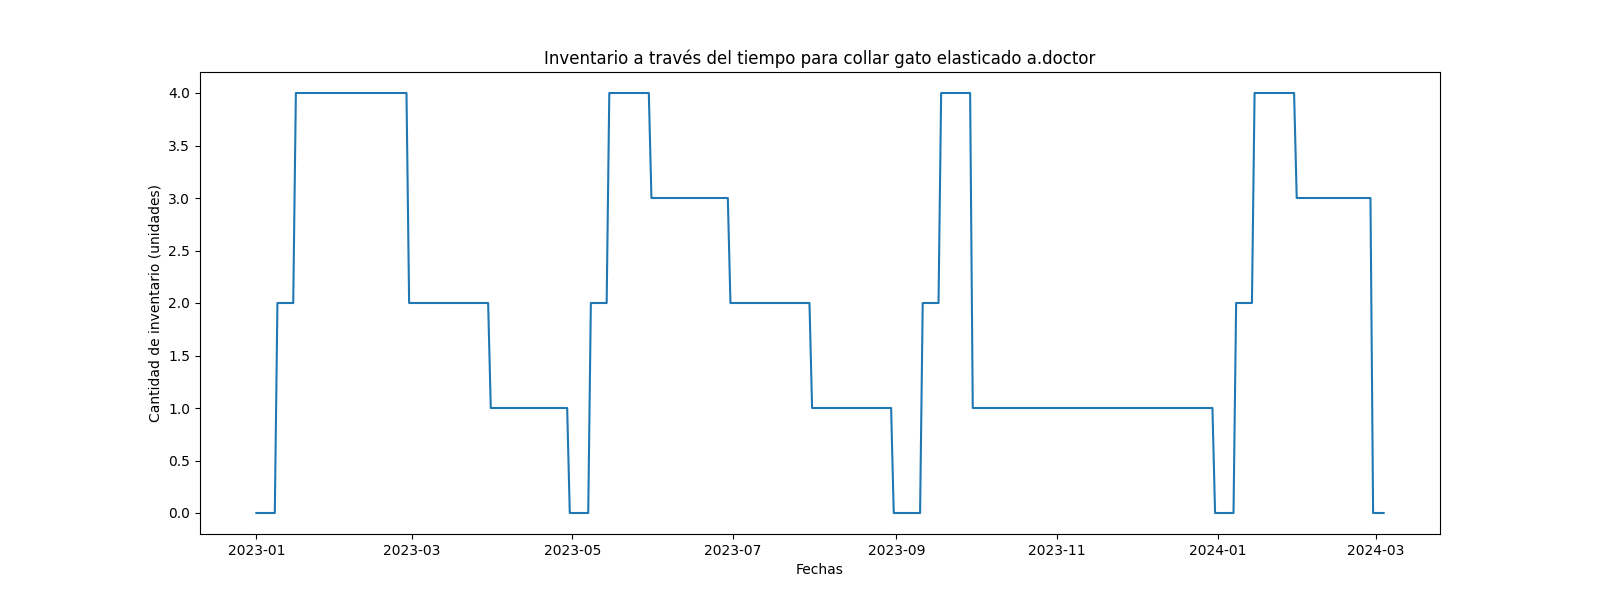 Inventario a través del tiempo para collar gato elasticado a.doctor
Cantidad de inventario (unidades)
4.0
3.5
3.0
2.5
2.0
1.5
1.0
0.5
0.0
2023-01 2023-03 2023-05 2023-07 2023-09 2023-11 2024-01 2024-03
Fechas